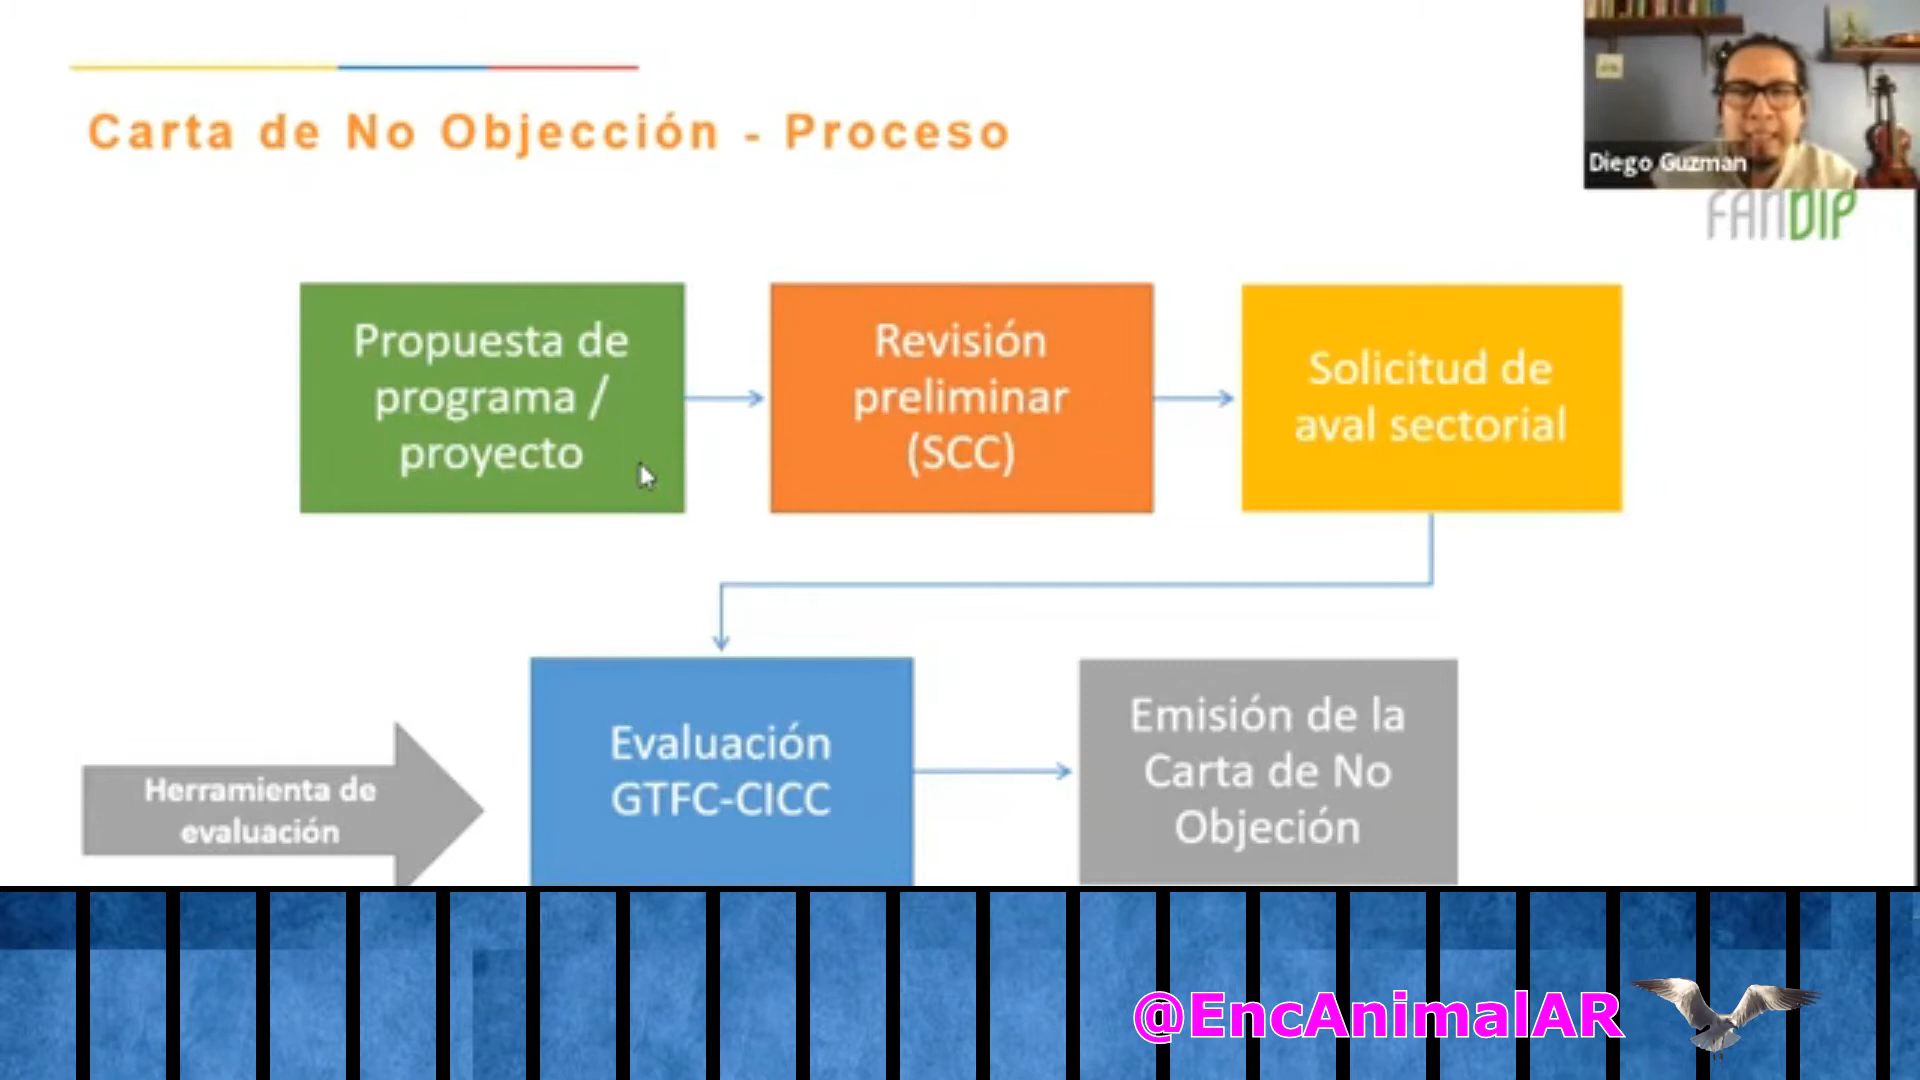 Carta de No Objección - Proceso
Diego Guzman
FANDIP
Propuesta de
programa /
proyecto
Revisión
preliminar
(SCC)
Solicitud de
aval sectorial
Herramienta de
evaluación
Evaluación
GTFC-CICC
Emisión de la
Carta de No
Objeción
@EncAnimalAR